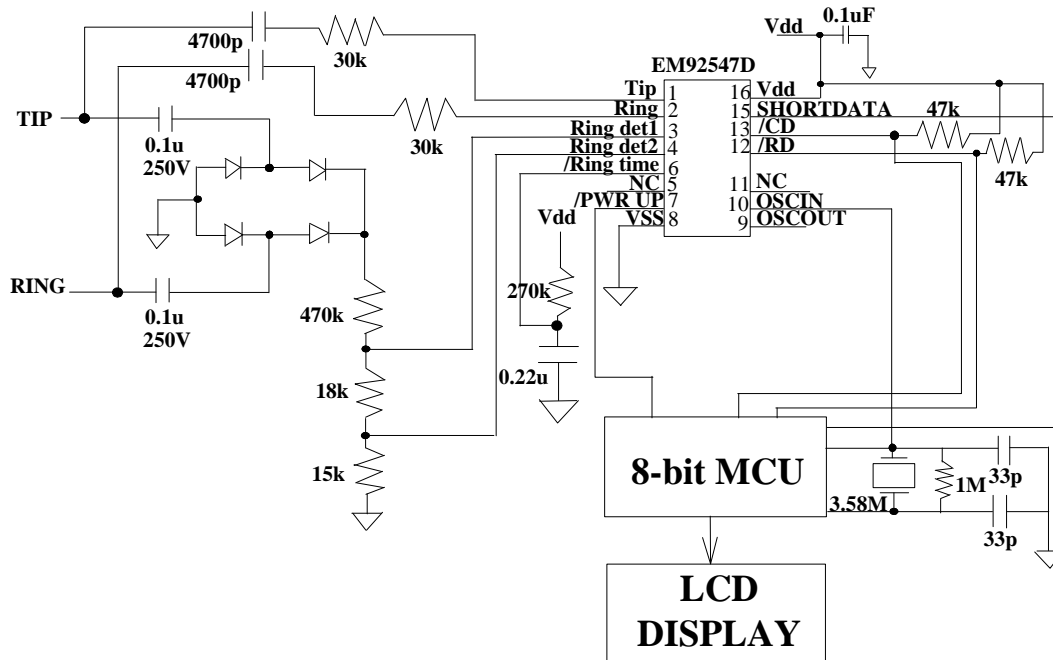 0.1uF
Vdd
4700p
30k
4700p
EM92547D
Tip
1
16
Vdd
Ring
2
15
SHORTDATA
TIP
30k
Ring det1
3
13
/CD
47k
0.1u
250V
Ring det2
4
12
/RD
47k
/Ring time
6
NC
5
11
NC
/PWR UP
7
10
OSCIN
VSS
8
9
OSCOUT
Vdd
RING
0.1u
250V
470k
270k
0.22u
18k
15k
8-bit MCU
3.58M
1M
33p
33p
LCD
DISPLAY